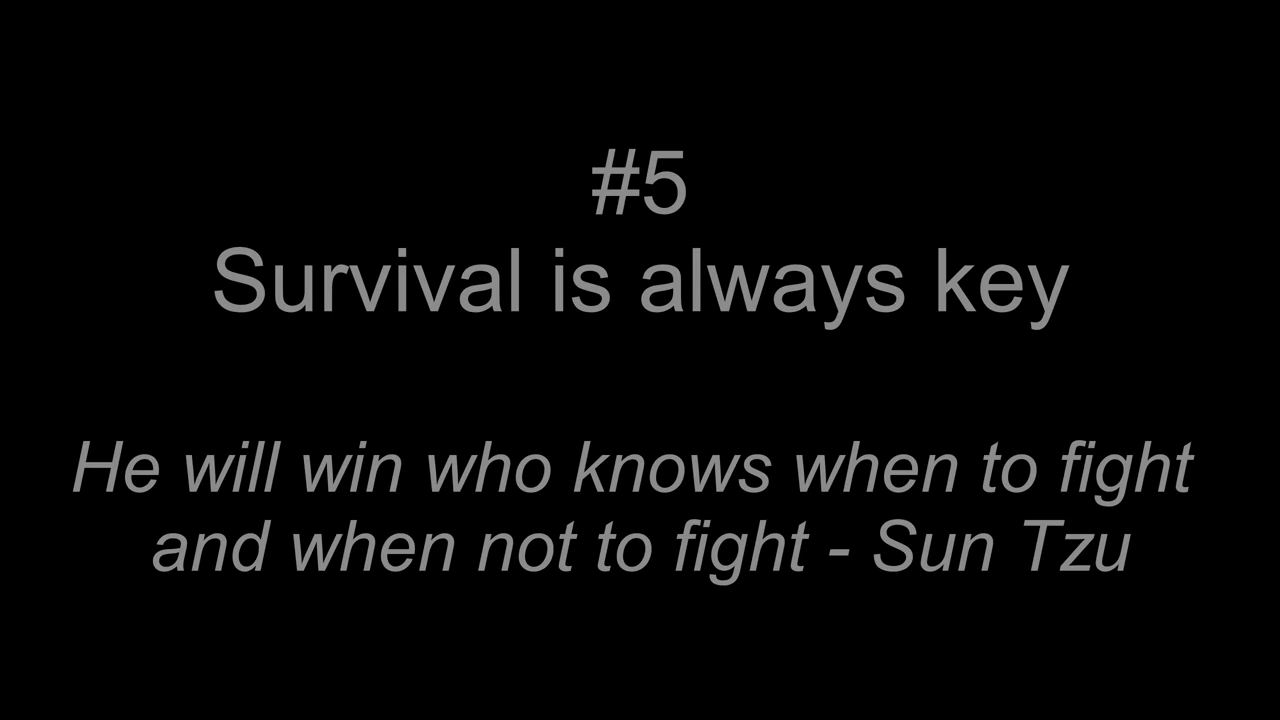 #5
Survival is always key
He will win who knows when to fight
and when not to fight - Sun Tzu